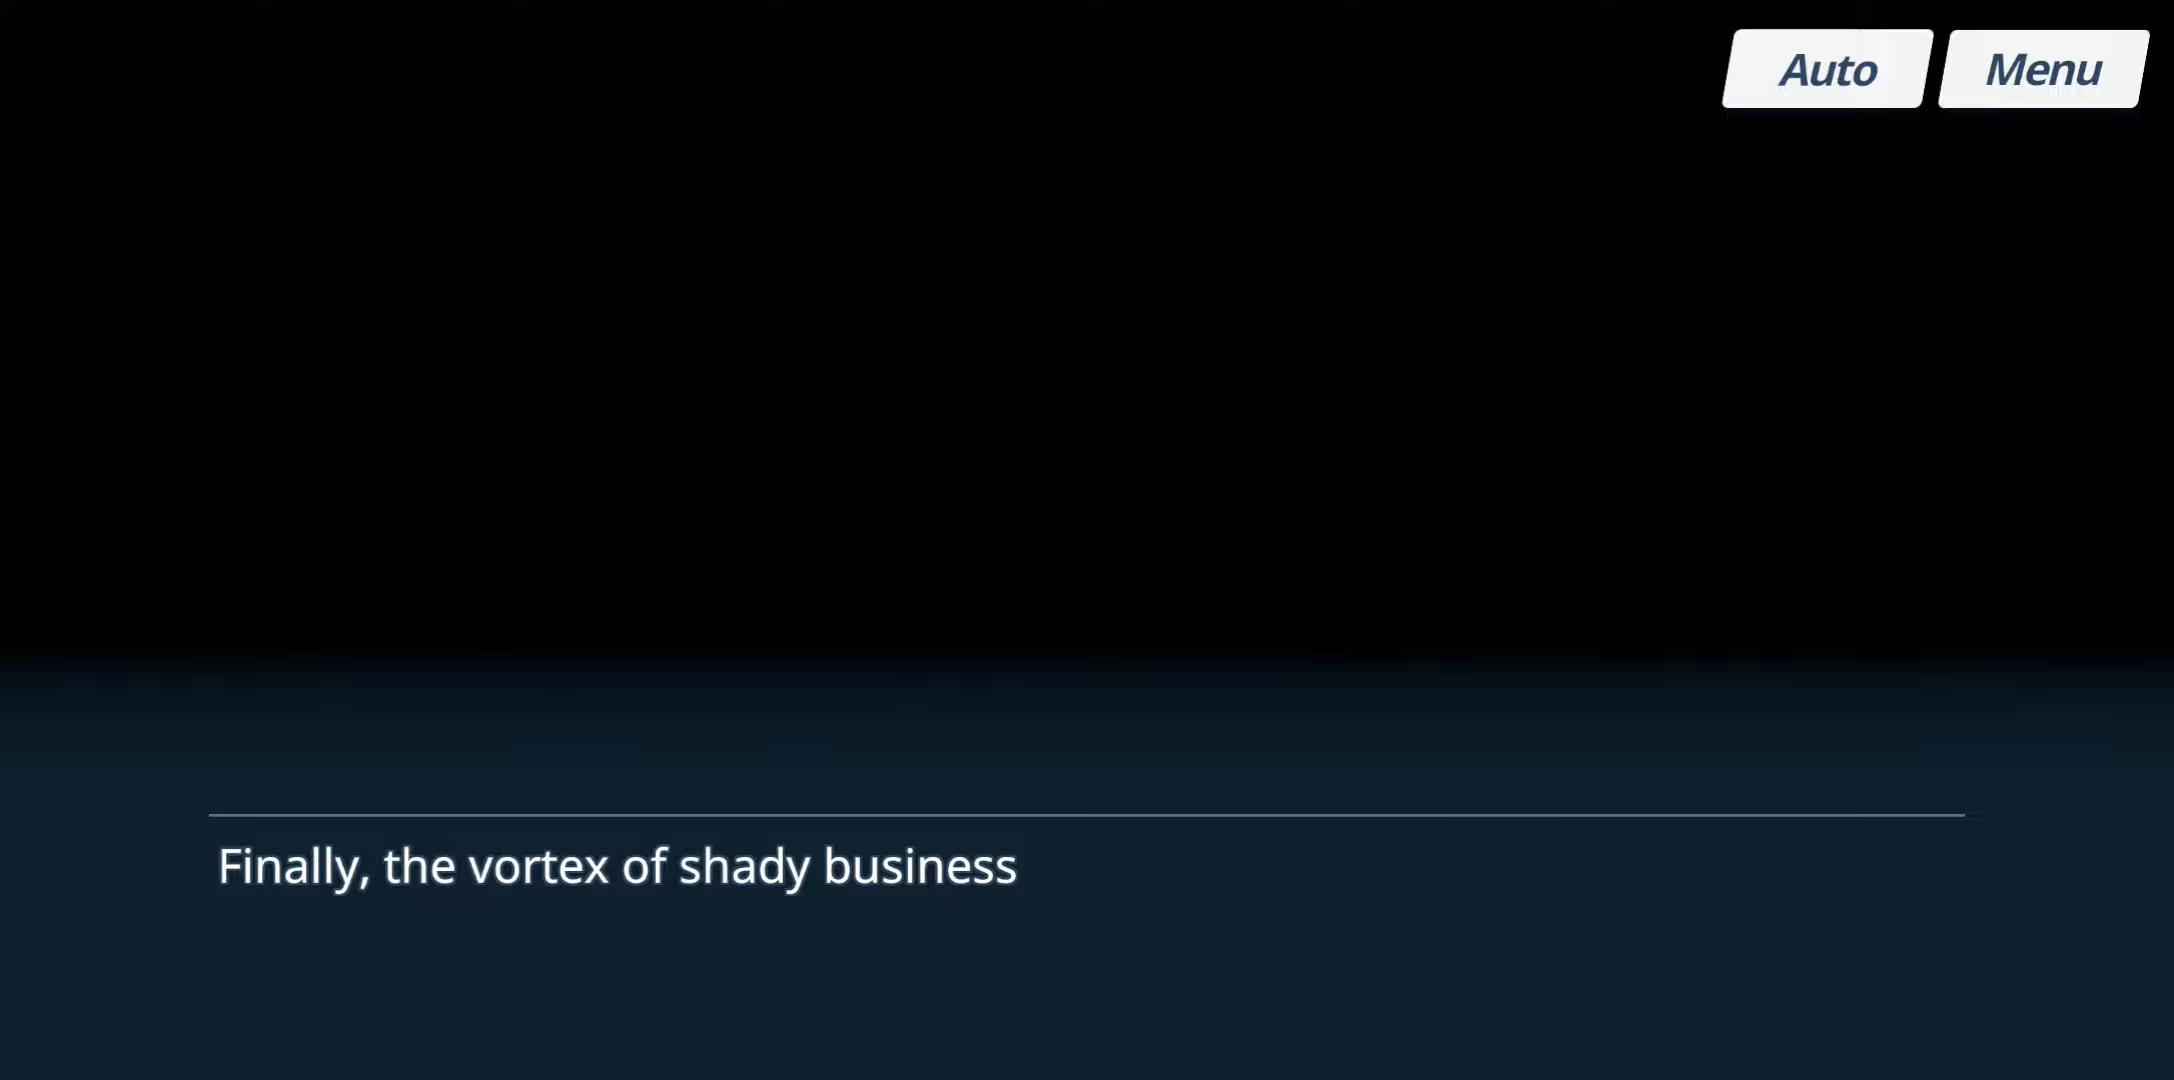 Auto Menu
Finally, the vortex of shady business